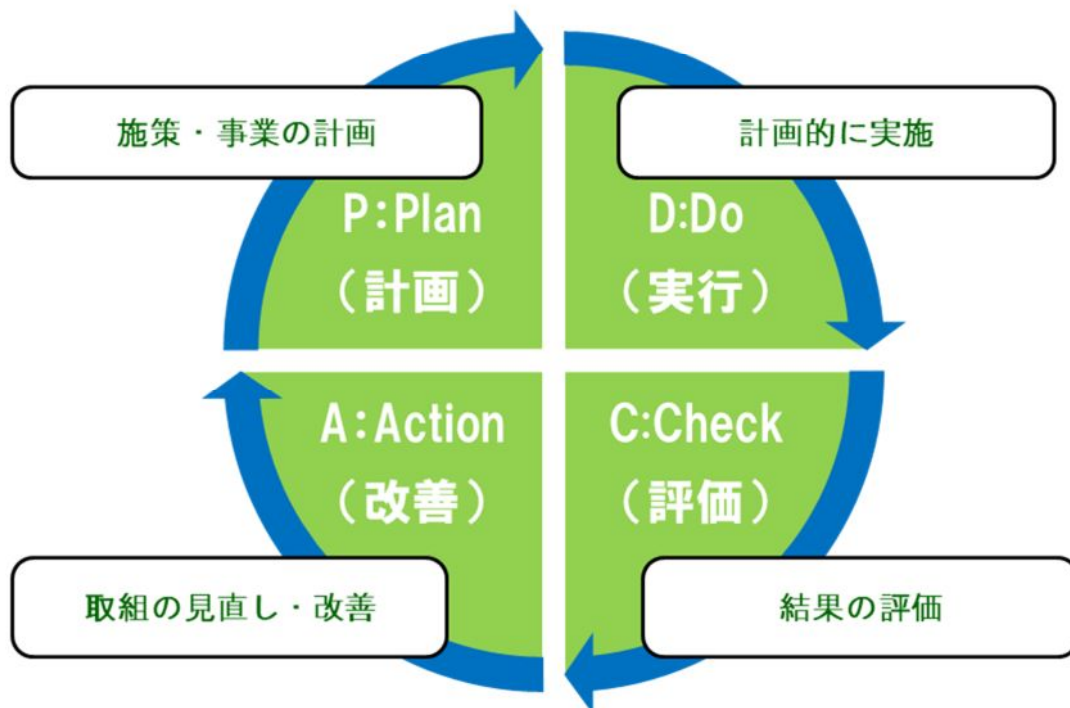 施策・事業の計画
計画的に実施
P:Plan
(計画)
D:Do
(実行)
A:Action
(改善)
C:Check
(評価)
取組の見直し・改善
結果の評価